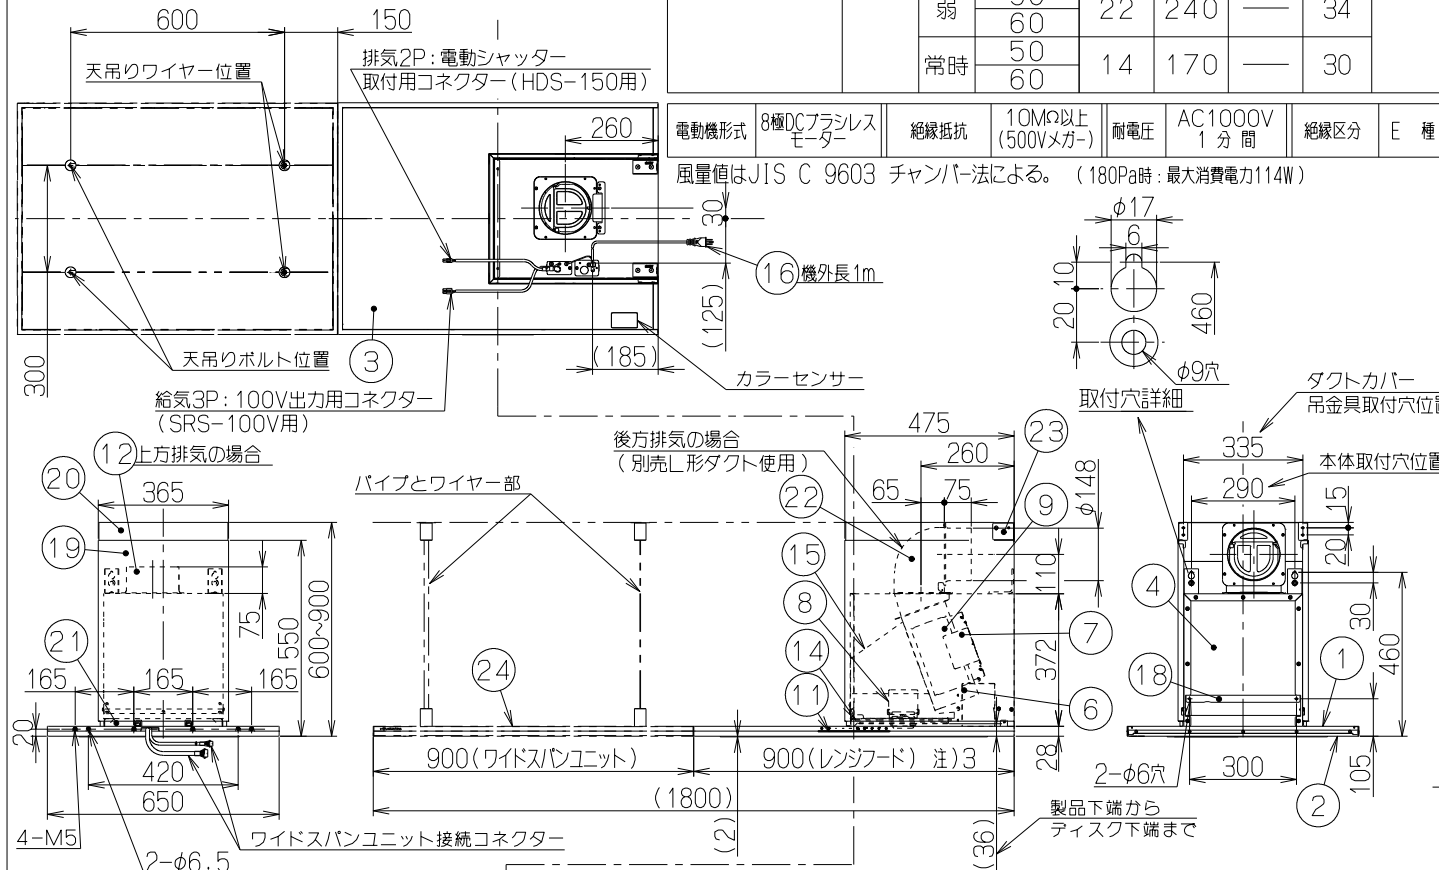 弱
60
22
240
34
常時
50
60
14
170
30
電動機形式
8極DCブラシレス
モーター
絶縁抵抗
10MΩ以上
(500Vメガー)
耐電圧
AC1000V
1分間
絶縁区分
E 種
風量値はJIS C 9603 チャンバー法による。 (180Pa時:最大消費電力114W)
600
150
天吊りワイヤー位置
排気2P:電動シャッター
取付用コネクター(HDS-150用)
260
30
(125)
(185)
16
機外長1m
300
天吊りボルト位置
3
カラーセンサー
給気3P:100V出力用コネクター
(SRS-100V用)
φ17
6
10
20
460
φ9穴
取付穴詳細
ダクトカバー
吊金具取付穴位置
335
本体取付穴位置
290
15
20
12
上方排気の場合
20
365
19
75
550
600~900
21
165
165
165
20
420
650
4-M5
2-φ6.5
ワイドスパンユニット接続コネクター
パイプとワイヤー部
24
後方排気の場合
(別売L形ダクト使用)
475
260
23
65
75
φ148
22
9
15
110
8
7
14
372
11
6
28
900(ワイドスパンユニット)
900(レンジフード) 注)3
(1800)
(2)
(36)
製品下端から
ディスク下端まで
4
30
460
1
18
2-φ6穴
300
105
2